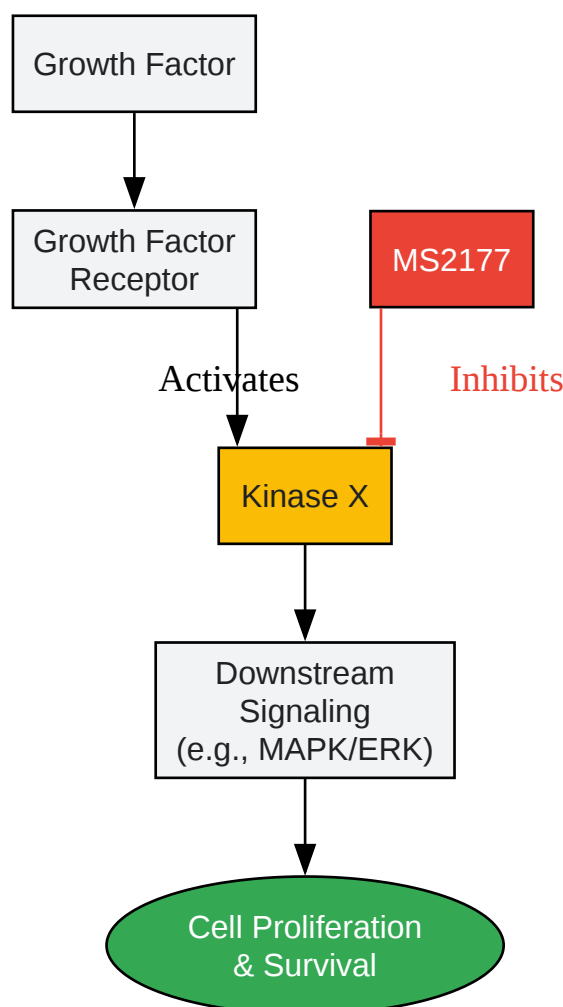 Growth Factor
Growth Factor
Receptor
MS2177
Activates
Inhibits
Kinase X
Downstream
Signaling
(e.g., MAPK/ERK)
Cell Proliferation
& Survival